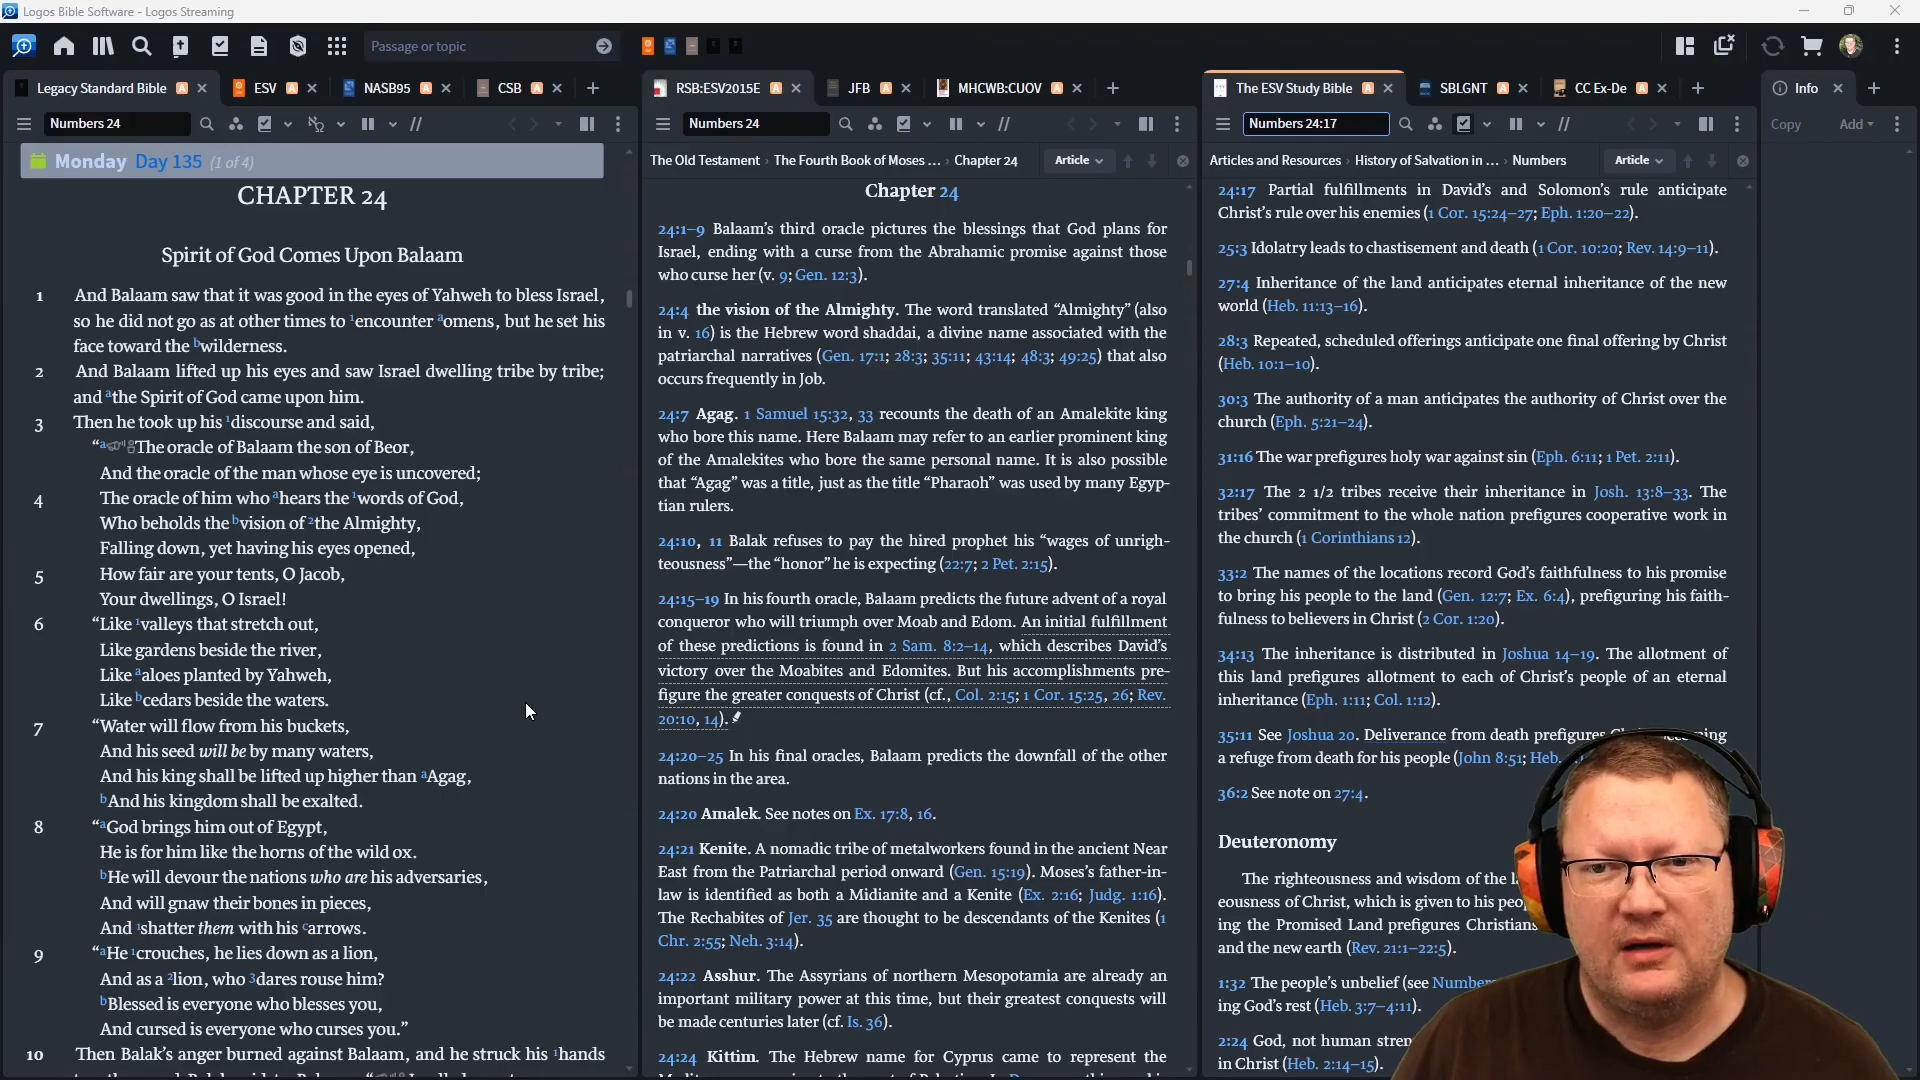 Logos Bible Software - Logos Streaming
Passage or topic
Legacy Standard Bible A
ESV A
NASB95 A
CSB A
RSB:ESV2015E A
JFB A
MHCWB:CUOV A
The ESV Study Bible A
SBLGNT A
CC Ex-De A
Info
Numbers 24
Numbers 24
Numbers 24:17
Copy
Add
Monday Day 135 (1 of 4)
CHAPTER 24
Spirit of God Comes Upon Balaam
1 And Balaam saw that it was good in the eyes of Yahweh to bless Israel,
so he did not go as at other times to 1encounter aomens, but he set his
face toward the bwilderness.
2 And Balaam lifted up his eyes and saw Israel dwelling tribe by tribe;
and athe Spirit of God came upon him.
3 Then he took up his 1discourse and said,
“aThe oracle of Balaam the son of Beor,
And the oracle of the man whose eye is uncovered;
4 The oracle of him who ahears the 1words of God,
Who beholds the bvision of 2the Almighty,
Falling down, yet having his eyes opened,
5 How fair are your tents, O Jacob,
Your dwellings, O Israel!
6 “Like 1valleys that stretch out,
Like gardens beside the river,
Like aaloes planted by Yahweh,
Like bcedars beside the waters.
7 “Water will flow from his buckets,
And his seed will be by many waters,
And his king shall be lifted up higher than aAgag,
bAnd his kingdom shall be exalted.
8 “aGod brings him out of Egypt,
He is for him like the horns of the wild ox.
bHe will devour the nations who are his adversaries,
And will gnaw their bones in pieces,
And 1shatter them with his carrows.
9 “aHe 1crouches, he lies down as a lion,
And as a 2lion, who 3dares rouse him?
bBlessed is everyone who blesses you,
And cursed is everyone who curses you.”
10 Then Balak’s anger burned against Balaam, and he struck his 1hands
The Old Testament › The Fourth Book of Moses ... › Chapter 24
Article
Chapter 24
24:1–9 Balaam’s third oracle pictures the blessings that God plans for
Israel, ending with a curse from the Abrahamic promise against those
who curse her (v. 9; Gen. 12:3).
24:4 the vision of the Almighty. The word translated “Almighty” (also
in v. 16) is the Hebrew word shaddai, a divine name associated with the
patriarchal narratives (Gen. 17:1; 28:3; 35:11; 43:14; 48:3; 49:25) that also
occurs frequently in Job.
24:7 Agag. 1 Samuel 15:32, 33 recounts the death of an Amalekite king
who bore this name. Here Balaam may refer to an earlier prominent king
of the Amalekites who bore the same personal name. It is also possible
that “Agag” was a title, just as the title “Pharaoh” was used by many Egyp-
tian rulers.
24:10, 11 Balak refuses to pay the hired prophet his “wages of unrigh-
teousness”—the “honor” he is expecting (22:7; 2 Pet. 2:15).
24:15–19 In his fourth oracle, Balaam predicts the future advent of a royal
conqueror who will triumph over Moab and Edom. An initial fulfillment
of these predictions is found in 2 Sam. 8:2–14, which describes David’s
victory over the Moabites and Edomites. But his accomplishments pre-
figure the greater conquests of Christ (cf., Col. 2:15; 1 Cor. 15:25, 26; Rev.
20:10, 14).
24:20–25 In his final oracles, Balaam predicts the downfall of the other
nations in the area.
24:20 Amalek. See notes on Ex. 17:8, 16.
24:21 Kenite. A nomadic tribe of metalworkers found in the ancient Near
East from the Patriarchal period onward (Gen. 15:19). Moses’s father-in-
law is identified as both a Midianite and a Kenite (Ex. 2:16; Judg. 1:16).
The Rechabites of Jer. 35 are thought to be descendants of the Kenites (1
Chr. 2:55; Neh. 3:14).
24:22 Asshur. The Assyrians of northern Mesopotamia are already an
important military power at this time, but their greatest conquests will
be made centuries later (cf. Is. 36).
24:24 Kittim. The Hebrew name for Cyprus came to represent the
Articles and Resources › History of Salvation in ... › Numbers
Article
24:17 Partial fulfillments in David’s and Solomon’s rule anticipate
Christ’s rule over his enemies (1 Cor. 15:24–27; Eph. 1:20–22).
25:3 Idolatry leads to chastisement and death (1 Cor. 10:20; Rev. 14:9–11).
27:4 Inheritance of the land anticipates eternal inheritance of the new
world (Heb. 11:13–16).
28:3 Repeated, scheduled offerings anticipate one final offering by Christ
(Heb. 10:1–10).
30:3 The authority of a man anticipates the authority of Christ over the
church (Eph. 5:21–24).
31:16 The war prefigures holy war against sin (Eph. 6:11; 1 Pet. 2:11).
32:17 The 2 1/2 tribes receive their inheritance in Josh. 13:8–33. The
tribes’ commitment to the whole nation prefigures cooperative work in
the church (1 Corinthians 12).
33:2 The names of the locations record God’s faithfulness to his promise
to bring his people to the land (Gen. 12:7; Ex. 6:4), prefiguring his faith-
fulness to believers in Christ (2 Cor. 1:20).
34:13 The inheritance is distributed in Joshua 14–19. The allotment of
this land prefigures allotment to each of Christ’s people of an eternal
inheritance (Eph. 1:11; Col. 1:12).
35:11 See Joshua 20. Deliverance from death prefigures
a refuge from death for his people (John 8:51; Heb.
36:2 See note on 27:4.
Deuteronomy
The righteousness and wisdom of the
eousness of Christ, which is given to his
ing the Promised Land prefigures Christians
and the new earth (Rev. 21:1–22:5).
1:32 The people’s unbelief (see
ing God’s rest (Heb. 3:7–4:11).
2:24 God, not human
in Christ (Heb. 2:14–15).